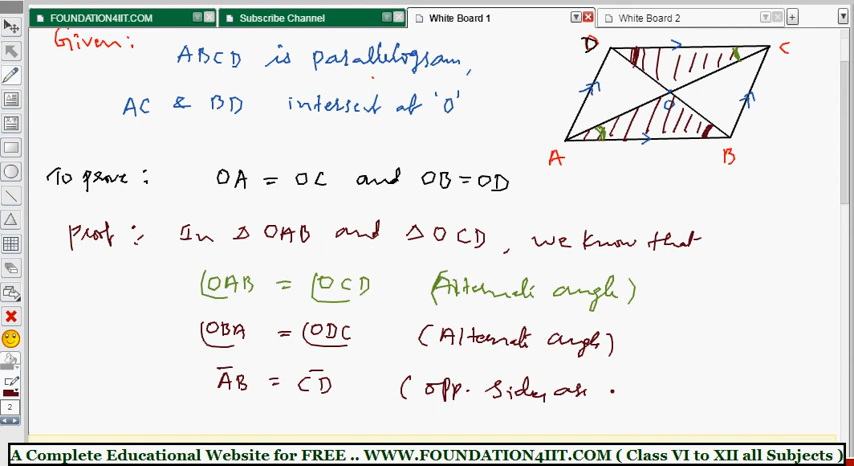 FOUNDATION4IIT.COM
Subscribe Channel
White Board 1
White Board 2
Given:
ABCD is parallelogram,
AC & BD intersect at 'O'
D
C
O
A
B
To prove: OA = OC and OB = OD
Proof: In Δ OAB and Δ OCD, we know that
∠OAB = ∠OCD (Alternate angle)
∠OBA = ∠ODC (Alternate angle)
AB = CD (opp. sides are
2
A Complete Educational Website for FREE .. WWW.FOUNDATION4IIT.COM ( Class VI to XII all Subjects )